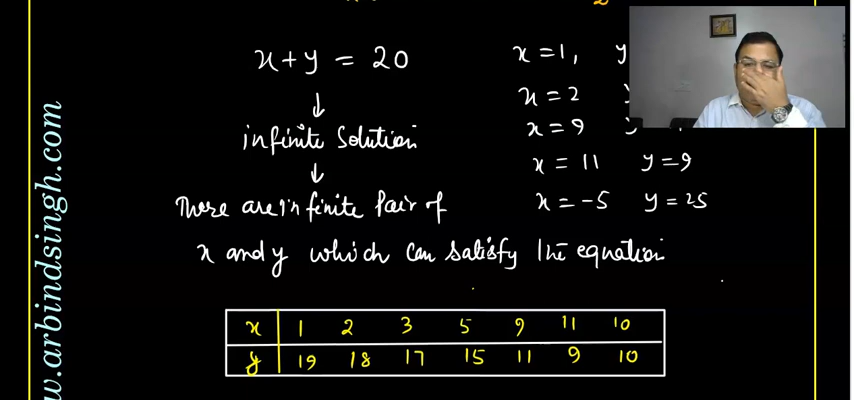 x+y = 20
x=1, y
↓
x=2
infinite solution
x=9
↓
x = 11 y=9
There are infinite pair of
x = -5 y = 25
x and y which can satisfy the equation
x 1 2 3 5 9 11 10
y 19 18 17 15 11 9 10
w.arbindsingh.com